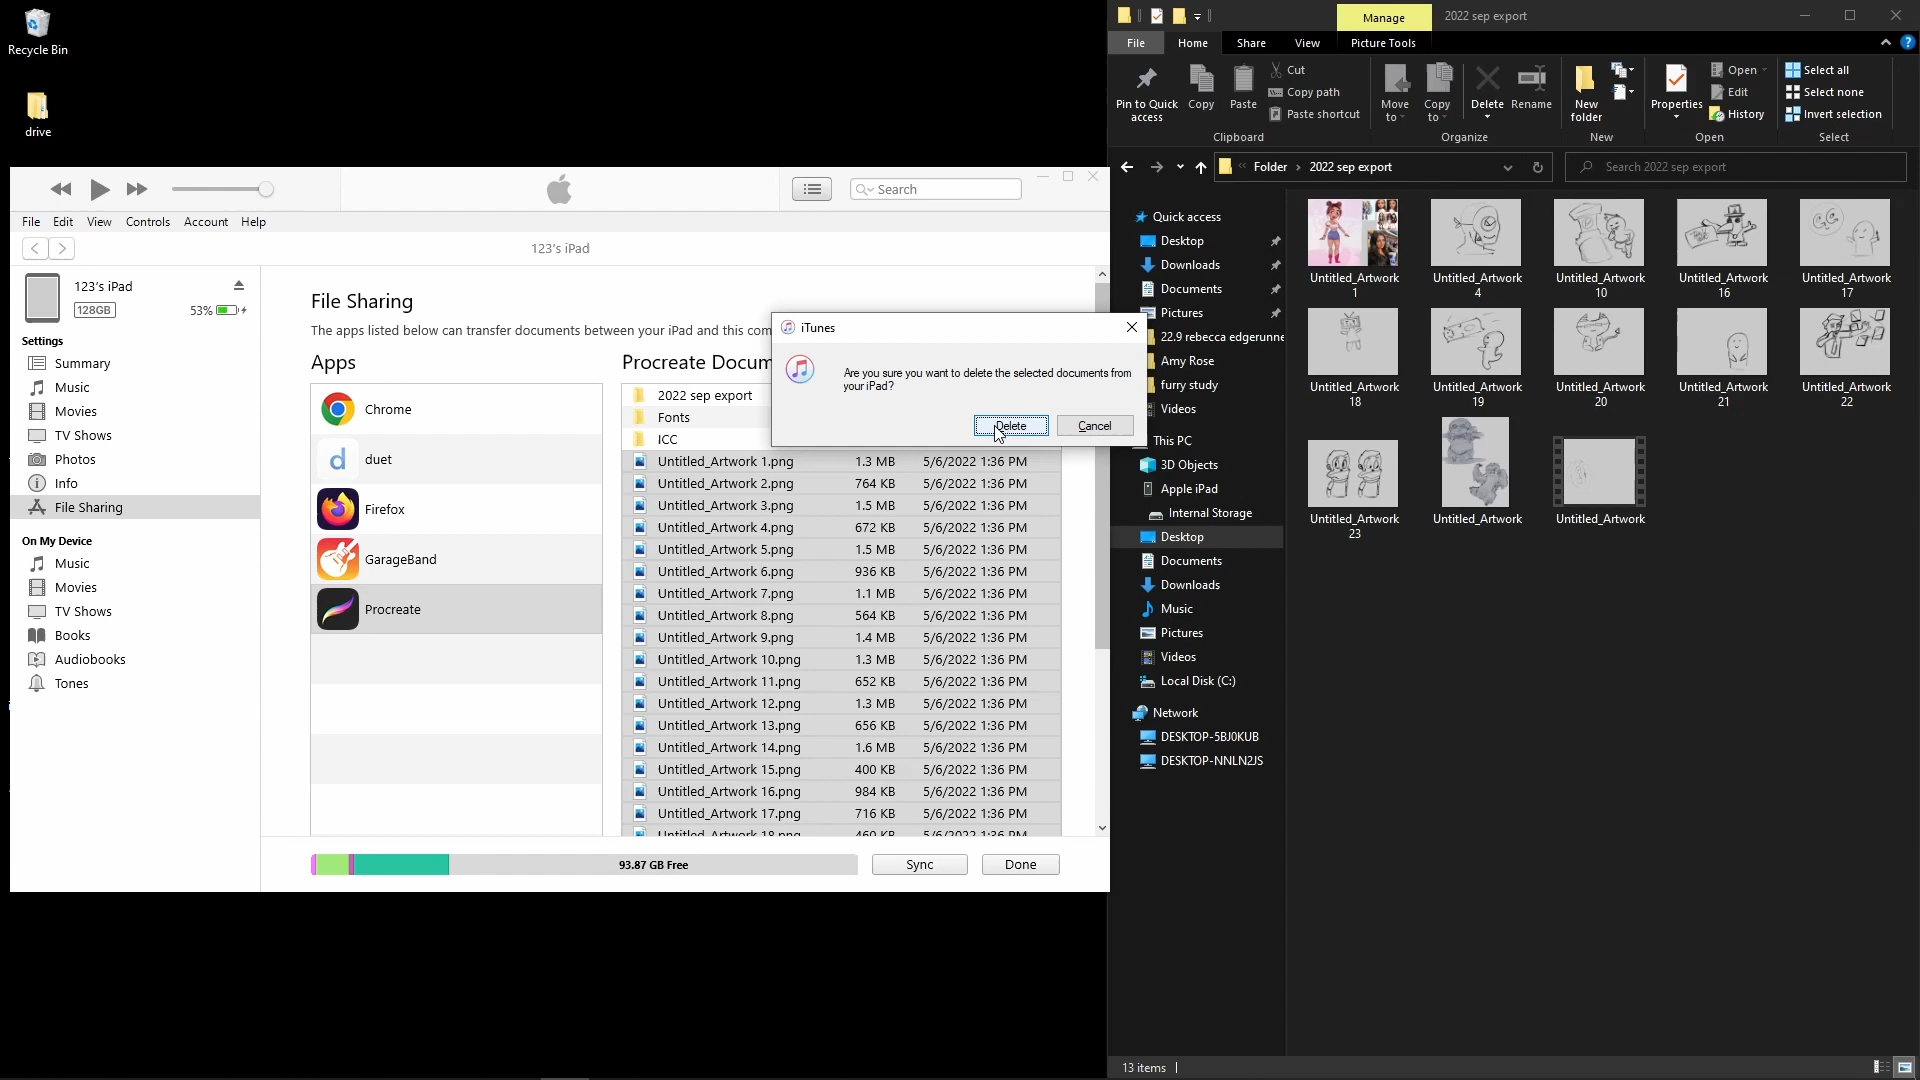 Recycle Bin
drive
Search
File Edit View Controls Account Help
123's iPad
123's iPad
128GB
53%
Settings
Summary
Music
Movies
TV Shows
Photos
Info
File Sharing
On My Device
Music
Movies
TV Shows
Books
Audiobooks
Tones
File Sharing
The apps listed below can transfer documents between your iPad and this com
Apps
Chrome
duet
Firefox
GarageBand
Procreate
Procreate Docum
2022 sep export
Fonts
ICC
Untitled_Artwork 1.png 1.3 MB 5/6/2022 1:36 PM
Untitled_Artwork 2.png 764 KB 5/6/2022 1:36 PM
Untitled_Artwork 3.png 1.5 MB 5/6/2022 1:36 PM
Untitled_Artwork 4.png 672 KB 5/6/2022 1:36 PM
Untitled_Artwork 5.png 1.5 MB 5/6/2022 1:36 PM
Untitled_Artwork 6.png 936 KB 5/6/2022 1:36 PM
Untitled_Artwork 7.png 1.1 MB 5/6/2022 1:36 PM
Untitled_Artwork 8.png 564 KB 5/6/2022 1:36 PM
Untitled_Artwork 9.png 1.4 MB 5/6/2022 1:36 PM
Untitled_Artwork 10.png 1.3 MB 5/6/2022 1:36 PM
Untitled_Artwork 11.png 652 KB 5/6/2022 1:36 PM
Untitled_Artwork 12.png 1.3 MB 5/6/2022 1:36 PM
Untitled_Artwork 13.png 656 KB 5/6/2022 1:36 PM
Untitled_Artwork 14.png 1.6 MB 5/6/2022 1:36 PM
Untitled_Artwork 15.png 400 KB 5/6/2022 1:36 PM
Untitled_Artwork 16.png 984 KB 5/6/2022 1:36 PM
Untitled_Artwork 17.png 716 KB 5/6/2022 1:36 PM
Untitled_Artwork 18.png 460 KB 5/6/2022 1:36 PM
93.87 GB Free
Sync
Done
iTunes
Are you sure you want to delete the selected documents from
your iPad?
Delete
Cancel
Manage
2022 sep export
File Home Share View Picture Tools
Pin to Quick
access
Copy
Paste
Cut
Copy path
Paste shortcut
Clipboard
Move
to
Copy
to
Delete
Rename
Organize
New
folder
New
Properties
Open
Edit
History
Open
Select all
Select none
Invert selection
Select
Folder
2022 sep export
Search 2022 sep export
Quick access
Desktop
Downloads
Documents
Pictures
22.9 rebecca edgerunne
Amy Rose
furry study
Videos
This PC
3D Objects
Apple iPad
Internal Storage
Desktop
Documents
Downloads
Music
Pictures
Videos
Local Disk (C:)
Network
DESKTOP-5BJ0KUB
DESKTOP-NNLN2JS
Untitled_Artwork
1
Untitled_Artwork
4
Untitled_Artwork
10
Untitled_Artwork
16
Untitled_Artwork
17
Untitled_Artwork
18
Untitled_Artwork
19
Untitled_Artwork
20
Untitled_Artwork
21
Untitled_Artwork
22
Untitled_Artwork
23
Untitled_Artwork
Untitled_Artwork
13 items